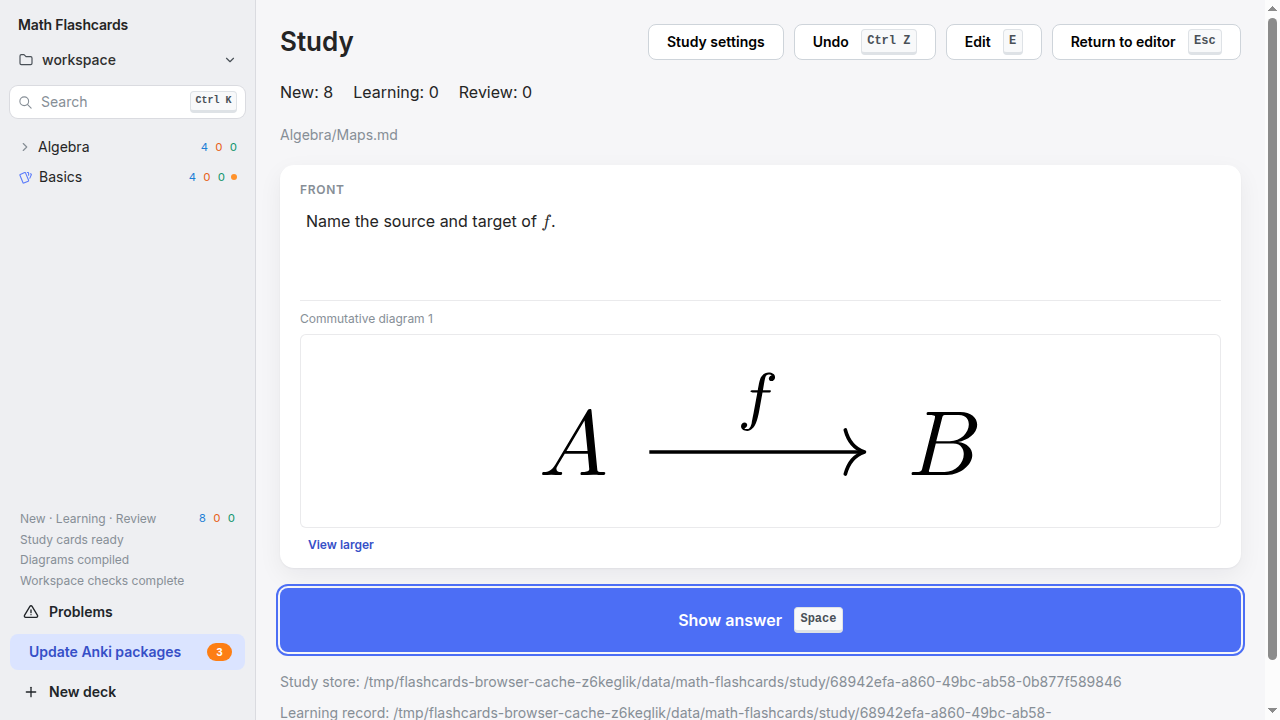 Math Flashcards
workspace
Search Ctrl K
Algebra 4 0 0
Basics 4 0 0
New · Learning · Review 8 0 0
Study cards ready
Diagrams compiled
Workspace checks complete
Problems
Update Anki packages 3
New deck
Study
Study settings
Undo Ctrl Z
Edit E
Return to editor Esc
New: 8 Learning: 0 Review: 0
Algebra/Maps.md
FRONT
Name the source and target of f.
Commutative diagram 1
f
A B
View larger
Show answer Space
Study store: /tmp/flashcards-browser-cache-z6keglik/data/math-flashcards/study/68942efa-a860-49bc-ab58-0b877f589846
Learning record: /tmp/flashcards-browser-cache-z6keglik/data/math-flashcards/study/68942efa-a860-49bc-ab58-